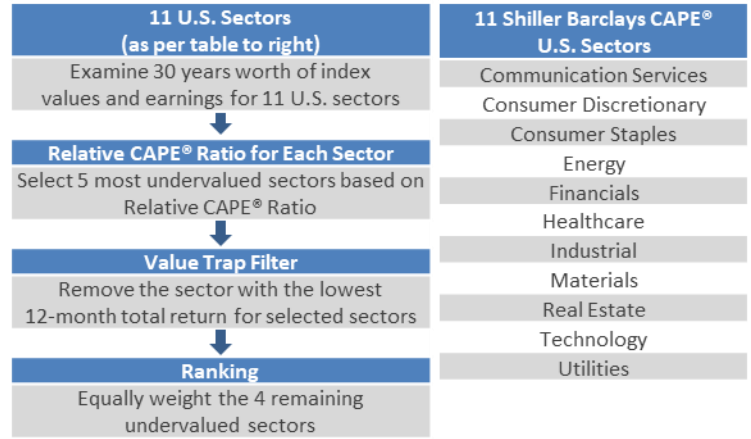 11 U.S. Sectors
(as per table to right)
Examine 30 years worth of index
values and earnings for 11 U.S. sectors
Relative CAPE® Ratio for Each Sector
Select 5 most undervalued sectors based on
Relative CAPE® Ratio
Value Trap Filter
Remove the sector with the lowest
12-month total return for selected sectors
Ranking
Equally weight the 4 remaining
undervalued sectors
11 Shiller Barclays CAPE®
U.S. Sectors
Communication Services
Consumer Discretionary
Consumer Staples
Energy
Financials
Healthcare
Industrial
Materials
Real Estate
Technology
Utilities